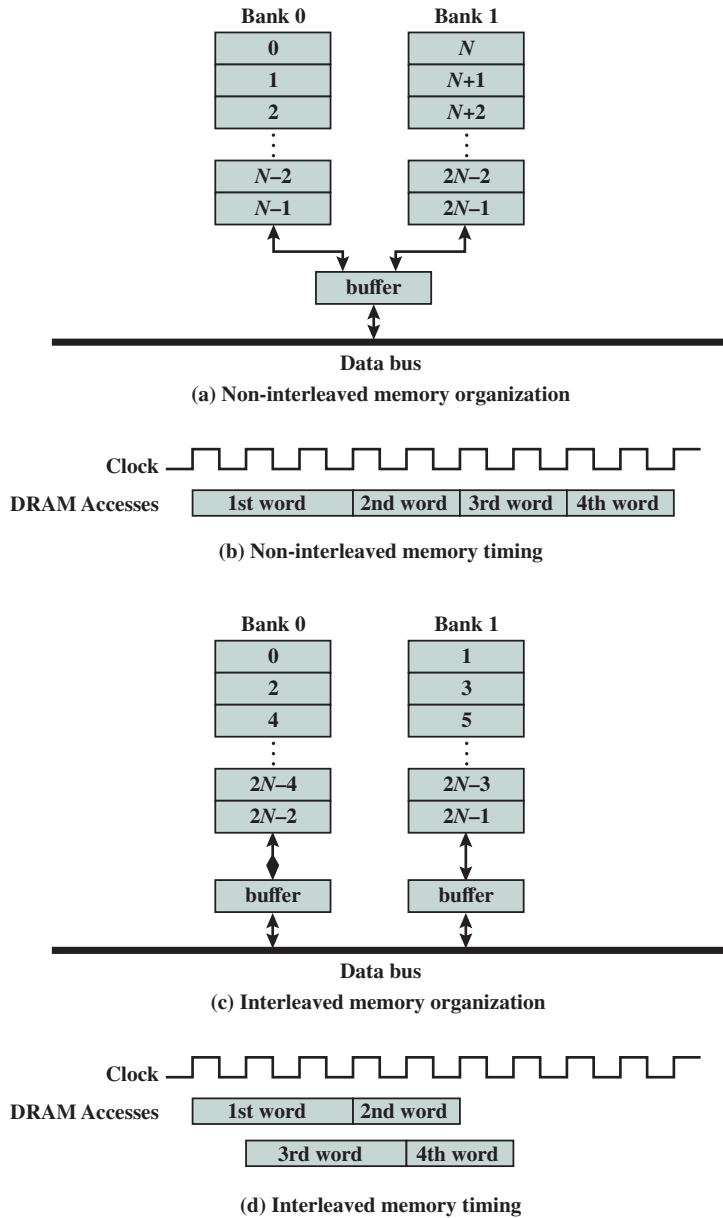 Bank 0 Bank 1
0 N
1 N+1
2 N+2
N–2 2N–2
N–1 2N–1
buffer
Data bus
(a) Non-interleaved memory organization
Clock
DRAM Accesses 1st word 2nd word 3rd word 4th word
(b) Non-interleaved memory timing
Bank 0 Bank 1
0 1
2 3
4 5
2N–4 2N–3
2N–2 2N–1
buffer buffer
Data bus
(c) Interleaved memory organization
Clock
DRAM Accesses 1st word 2nd word
3rd word 4th word
(d) Interleaved memory timing